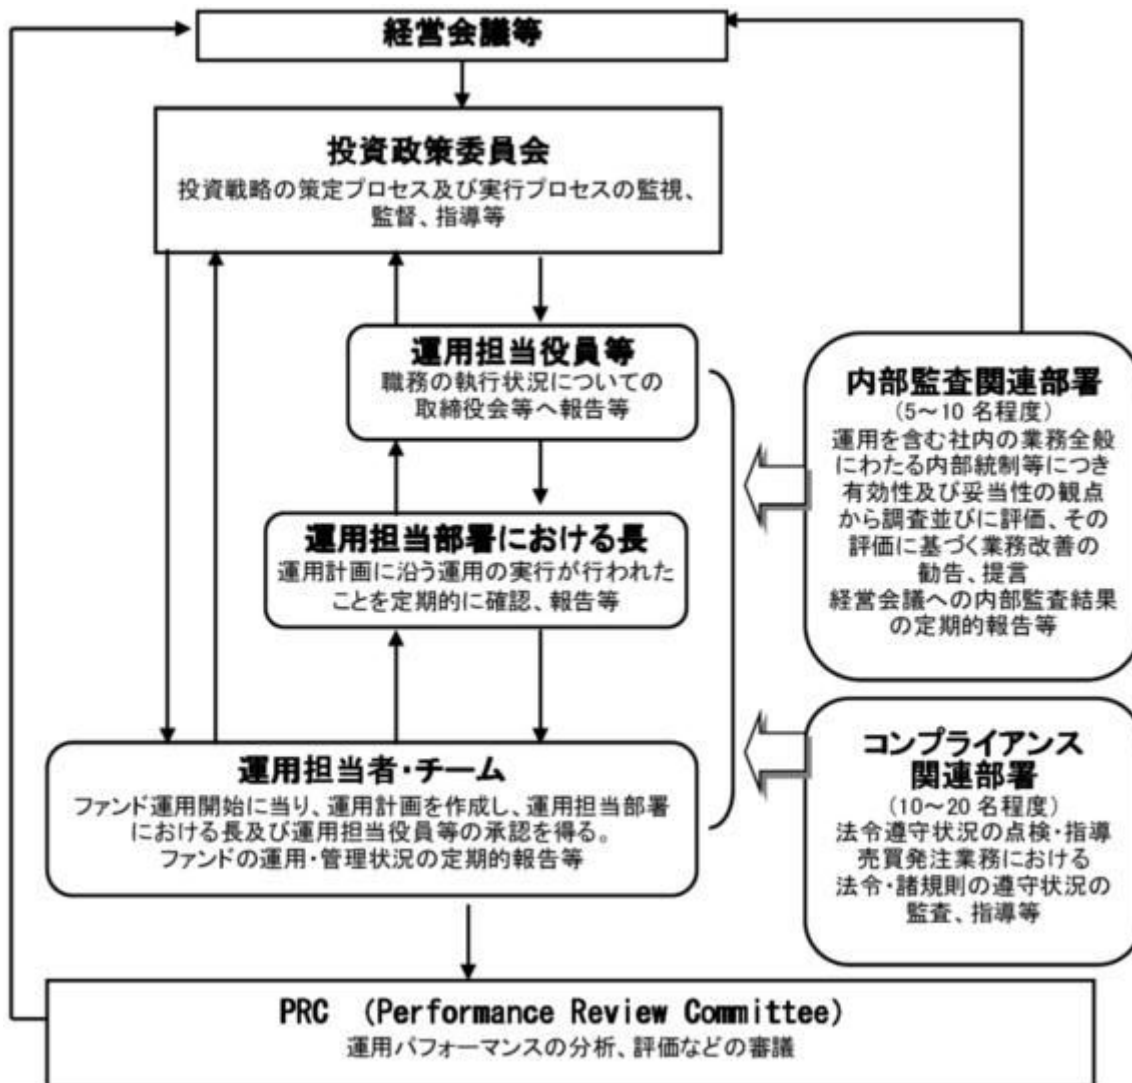 経営会議等
投資政策委員会
投資戦略の策定プロセス及び実行プロセスの監視、
監督、指導等
運用担当役員等
職務の執行状況についての
取締役会等へ報告等
運用担当部署における長
運用計画に沿う運用の実行が行われた
ことを定期的に確認、報告等
運用担当者・チーム
ファンド運用開始に当り、運用計画を作成し、運用担当部署
における長及び運用担当役員等の承認を得る。
ファンドの運用・管理状況の定期的報告等
内部監査関連部署
(5～10 名程度)
運用を含む社内の業務全般
にわたる内部統制等につき
有効性及び妥当性の観点
から調査並びに評価、その
評価に基づく業務改善の
勧告、提言
経営会議への内部監査結果
の定期的報告等
コンプライアンス
関連部署
(10～20 名程度)
法令遵守状況の点検・指導
売買発注業務における
法令・諸規則の遵守状況の
監査、指導等
PRC （Performance Review Committee）
運用パフォーマンスの分析、評価などの審議